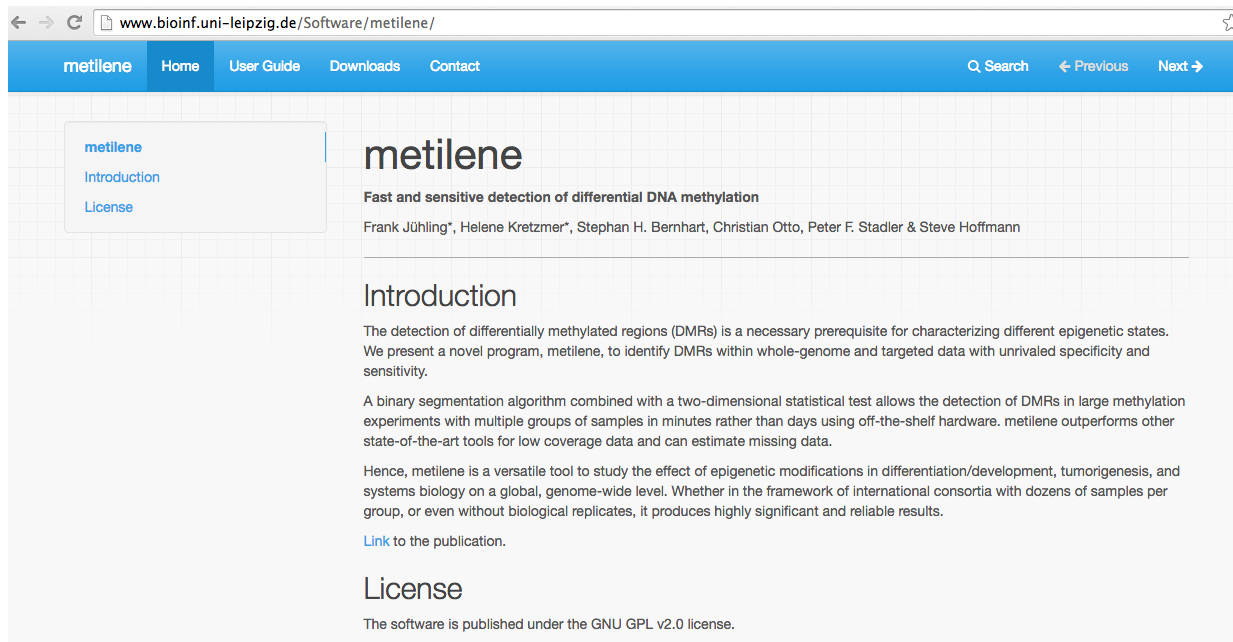 www.bioinf.uni-leipzig.de/Software/metilene/
metilene Home User Guide Downloads Contact Search Previous Next
metilene
Introduction
License
metilene
Fast and sensitive detection of differential DNA methylation
Frank Jühling*, Helene Kretzmer*, Stephan H. Bernhart, Christian Otto, Peter F. Stadler & Steve Hoffmann
Introduction
The detection of differentially methylated regions (DMRs) is a necessary prerequisite for characterizing different epigenetic states.
We present a novel program, metilene, to identify DMRs within whole-genome and targeted data with unrivaled specificity and
sensitivity.
A binary segmentation algorithm combined with a two-dimensional statistical test allows the detection of DMRs in large methylation
experiments with multiple groups of samples in minutes rather than days using off-the-shelf hardware. metilene outperforms other
state-of-the-art tools for low coverage data and can estimate missing data.
Hence, metilene is a versatile tool to study the effect of epigenetic modifications in differentiation/development, tumorigenesis, and
systems biology on a global, genome-wide level. Whether in the framework of international consortia with dozens of samples per
group, or even without biological replicates, it produces highly significant and reliable results.
Link to the publication.
License
The software is published under the GNU GPL v2.0 license.